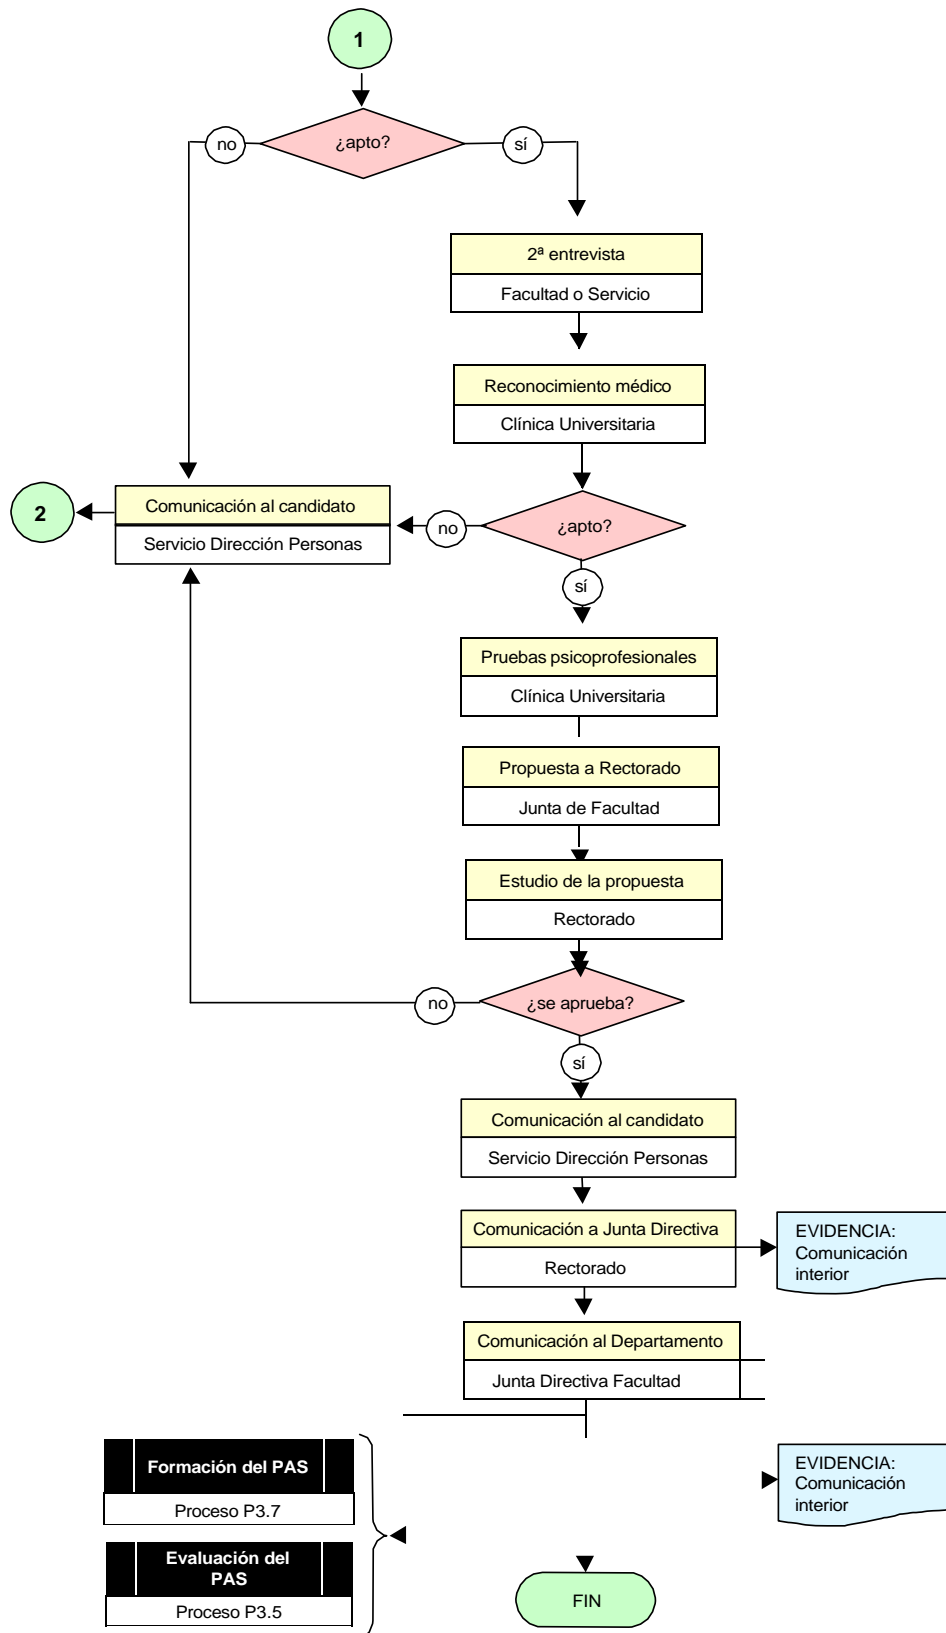 1
¿apto?
no
sí
2ª entrevista
Facultad o Servicio
Reconocimiento médico
Clínica Universitaria
2
Comunicación al candidato
Servicio Dirección Personas
no
¿apto?
sí
Pruebas psicoprofesionales
Clínica Universitaria
Propuesta a Rectorado
Junta de Facultad
Estudio de la propuesta
Rectorado
no
¿se aprueba?
sí
Comunicación al candidato
Servicio Dirección Personas
Comunicación a Junta Directiva
Rectorado
EVIDENCIA:
Comunicación
interior
Comunicación al Departamento
Junta Directiva Facultad
Formación del PAS
Proceso P3.7
EVIDENCIA:
Comunicación
interior
Evaluación del
PAS
Proceso P3.5
FIN